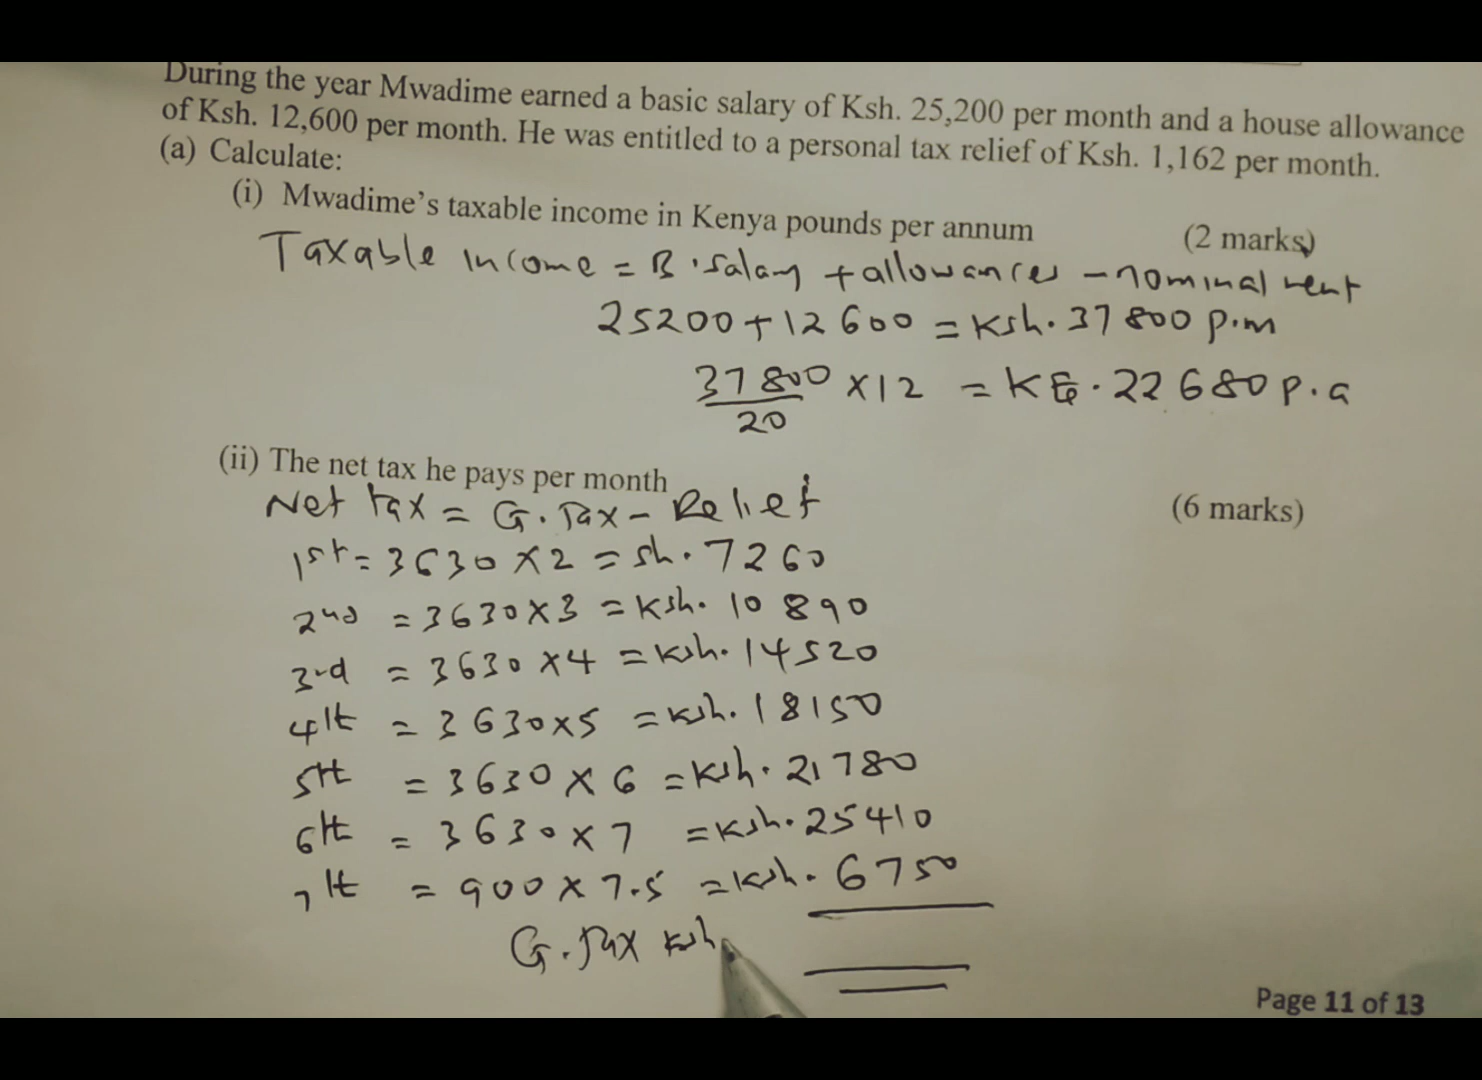 During the year Mwadime earned a basic salary of Ksh. 25,200 per month and a house allowance
of Ksh. 12,600 per month. He was entitled to a personal tax relief of Ksh. 1,162 per month.
(a) Calculate:
(i) Mwadime's taxable income in Kenya pounds per annum (2 marks)
Taxable Income = B.salary + allowances - nominal rent
25200 + 12600 = Ksh. 37800 p.m
37800/20 × 12 = K£. 22680 p.a
(ii) The net tax he pays per month (6 marks)
Net tax = G. Tax - Relief
1st = 3630 × 2 = sh. 7260
2nd = 3630 × 3 = Ksh. 10890
3rd = 3630 × 4 = Ksh. 14520
4th = 3630 × 5 = Ksh. 18150
5th = 3630 × 6 = Ksh. 21780
6th = 3630 × 7 = Ksh. 25410
7th = 900 × 7.5 = Ksh. 6750
G. Tax Ksh
Page 11 of 13